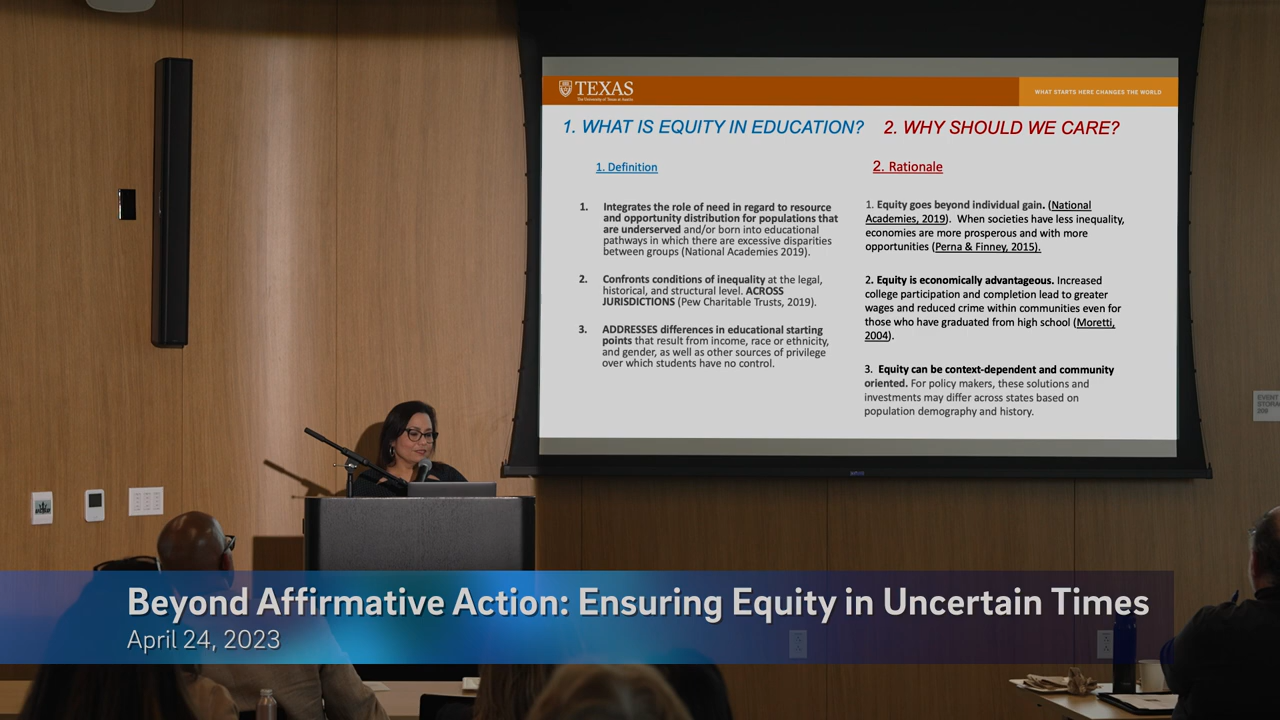 TEXAS
The University of Texas at Austin
WHAT STARTS HERE CHANGES THE WORLD
1. WHAT IS EQUITY IN EDUCATION?
2. WHY SHOULD WE CARE?
1. Definition
1. Integrates the role of need in regard to resource
and opportunity distribution for populations that
are underserved and/or born into educational
pathways in which there are excessive disparities
between groups (National Academies 2019).
2. Confronts conditions of inequality at the legal,
historical, and structural level. ACROSS
JURISDICTIONS (Pew Charitable Trusts, 2019).
3. ADDRESSES differences in educational starting
points that result from income, race or ethnicity,
and gender, as well as other sources of privilege
over which students have no control.
2. Rationale
1. Equity goes beyond individual gain. (National
Academies, 2019). When societies have less inequality,
economies are more prosperous and with more
opportunities (Perna & Finney, 2015).
2. Equity is economically advantageous. Increased
college participation and completion lead to greater
wages and reduced crime within communities even for
those who have graduated from high school (Moretti,
2004).
3. Equity can be context-dependent and community
oriented. For policy makers, these solutions and
investments may differ across states based on
population demography and history.
EVENT
Beyond Affirmative Action: Ensuring Equity in Uncertain Times
April 24, 2023